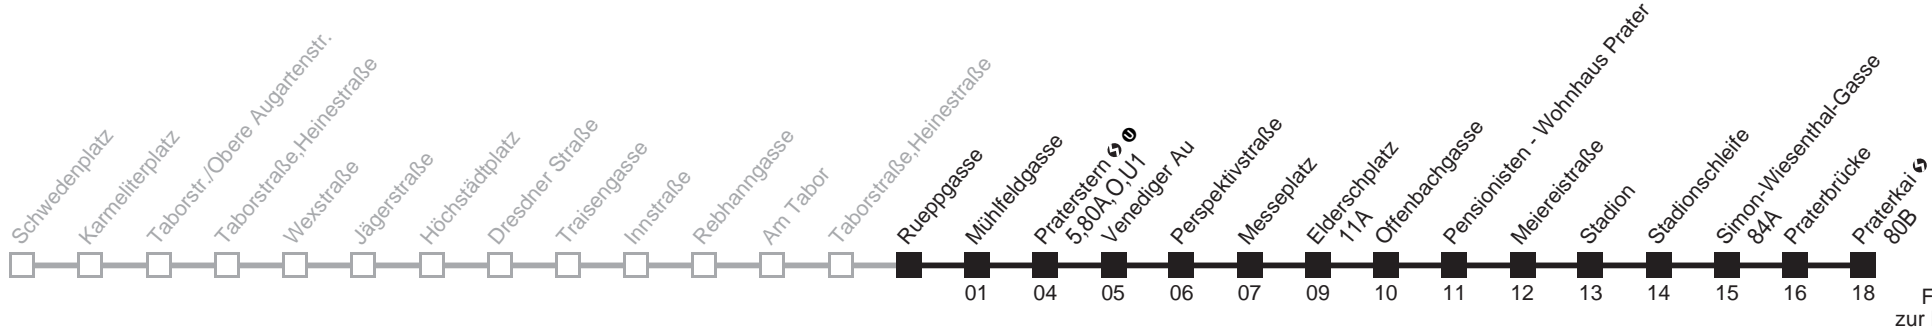 Schwedenplatz
Karmeliterplatz
Taborstr./Obere Augartenstr.
Taborstraße,Heinestraße
Wexstraße
Jägerstraße
Höchstädtplatz
Dresdner Straße
Traisengasse
Innstraße
Rebhanngasse
Am Tabor
Taborstraße,Heinestraße
Rueppgasse
Mühlfeldgasse
Praterstern S U
5,80A,O,U1
Venediger Au
Perspektivstraße
Messeplatz
Elderschplatz
11A
Offenbachgasse
Pensionisten - Wohnhaus Prater
Meiereistraße
Stadion
Stadionschleife
Simon-Wiesenthal-Gasse
84A
Praterbrücke
Praterkai S
80B
01 04 05 06 07 09 10 11 12 13 14 15 16 18
F
zur